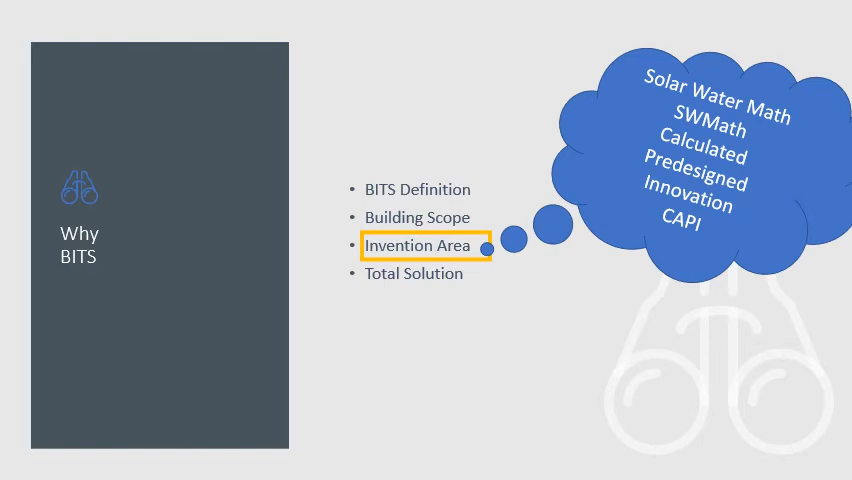 Why
BITS
• BITS Definition
• Building Scope
• Invention Area
• Total Solution
Solar Water Math
SWMath
Calculated
Predesigned
Innovation
CAPI